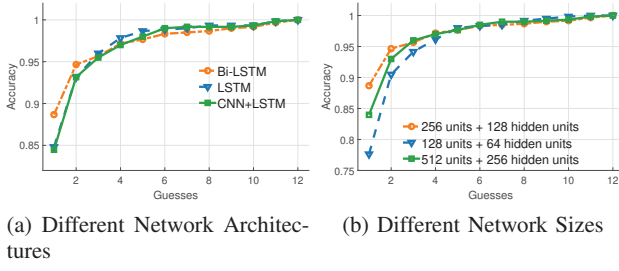 1
0.95
0.9
0.85
Accuracy
2 4 6 8 10 12
Guesses
Bi-LSTM
LSTM
CNN+LSTM
(a) Different Network Architec-
tures
1
0.95
0.9
0.85
0.8
0.75
Accuracy
2 4 6 8 10 12
Guesses
256 units + 128 hidden units
128 units + 64 hidden units
512 units + 256 hidden units
(b) Different Network Sizes